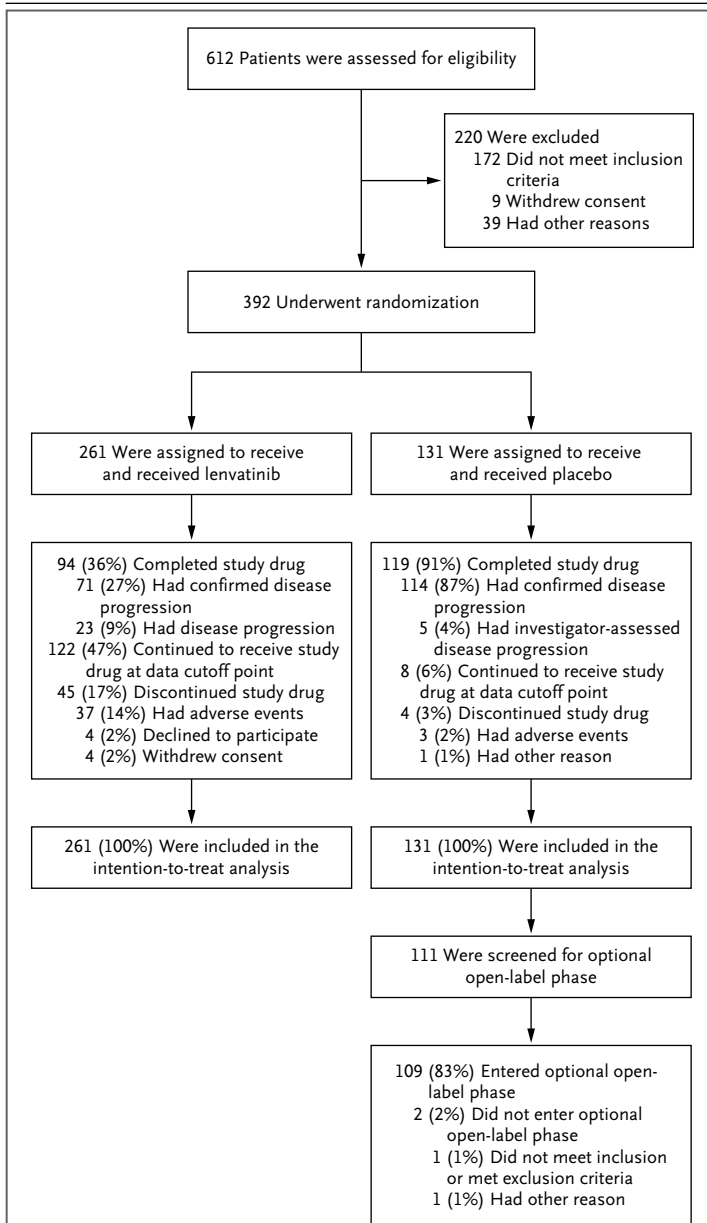 612 Patients were assessed for eligibility
220 Were excluded
172 Did not meet inclusion
criteria
9 Withdrew consent
39 Had other reasons
392 Underwent randomization
261 Were assigned to receive
and received lenvatinib
131 Were assigned to receive
and received placebo
94 (36%) Completed study drug
71 (27%) Had confirmed disease
progression
23 (9%) Had disease progression
122 (47%) Continued to receive study
drug at data cutoff point
45 (17%) Discontinued study drug
37 (14%) Had adverse events
4 (2%) Declined to participate
4 (2%) Withdrew consent
119 (91%) Completed study drug
114 (87%) Had confirmed disease
progression
5 (4%) Had investigator-assessed
disease progression
8 (6%) Continued to receive study
drug at data cutoff point
4 (3%) Discontinued study drug
3 (2%) Had adverse events
1 (1%) Had other reason
261 (100%) Were included in the
intention-to-treat analysis
131 (100%) Were included in the
intention-to-treat analysis
111 Were screened for optional
open-label phase
109 (83%) Entered optional open-
label phase
2 (2%) Did not enter optional
open-label phase
1 (1%) Did not meet inclusion
or met exclusion criteria
1 (1%) Had other reason